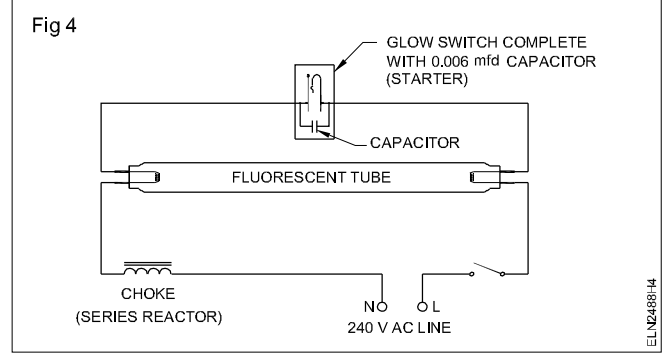 Fig 4
GLOW SWITCH COMPLETE
WITH 0.006 mfd CAPACITOR
(STARTER)
CAPACITOR
FLUORESCENT TUBE
CHOKE
(SERIES REACTOR)
N L
240 V AC LINE
ELN2488H4